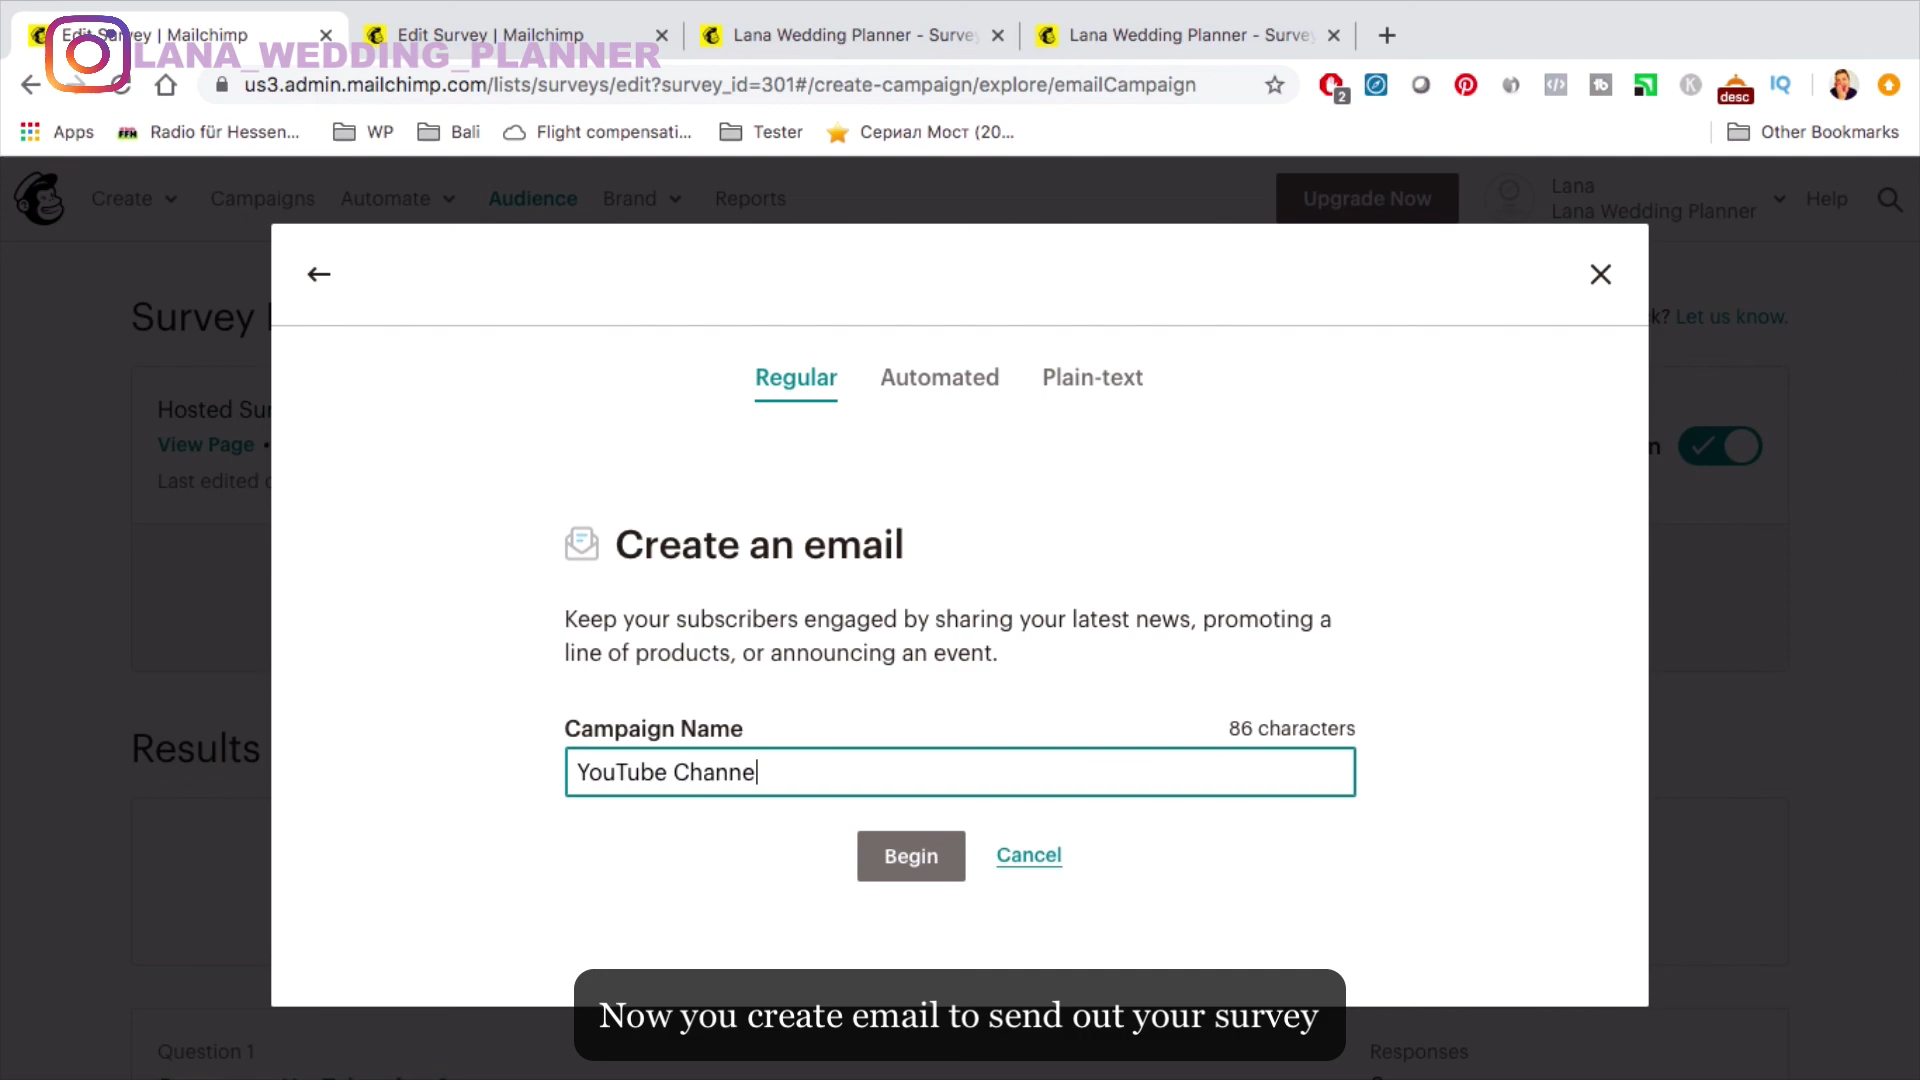 Edit Survey | Mailchimp
Edit Survey | Mailchimp
Lana Wedding Planner - Surve
Lana Wedding Planner - Surve
LANA_WEDDING_PLANNER
us3.admin.mailchimp.com/lists/surveys/edit?survey_id=301#/create-campaign/explore/emailCampaign
2
desc
IQ
Apps
FFH
Radio für Hessen...
WP
Bali
Flight compensati...
Tester
Сериал Мост (20...
Other Bookmarks
Create
Campaigns
Automate
Audience
Brand
Reports
Upgrade Now
Lana
Lana Wedding Planner
Help
Survey
k? Let us know.
Regular
Automated
Plain-text
Hosted Sur
View Page •
Last edited
n
Create an email
Keep your subscribers engaged by sharing your latest news, promoting a
line of products, or announcing an event.
Campaign Name
86 characters
YouTube Channe
Results
Begin
Cancel
Now you create email to send out your survey
Question 1
Responses